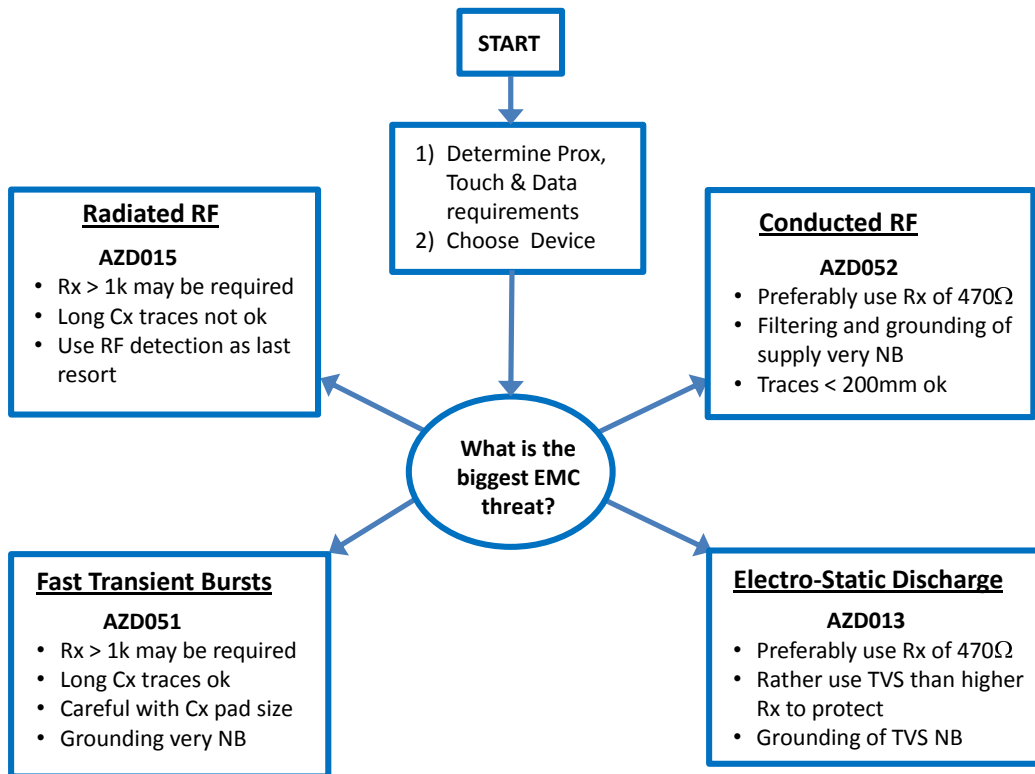 START
1) Determine Prox,
Touch & Data
requirements
2) Choose Device
Radiated RF
AZD015
• Rx > 1k may be required
• Long Cx traces not ok
• Use RF detection as last
resort
Conducted RF
AZD052
• Preferably use Rx of 470Ω
• Filtering and grounding of
supply very NB
• Traces < 200mm ok
What is the
biggest EMC
threat?
Fast Transient Bursts
AZD051
• Rx > 1k may be required
• Long Cx traces ok
• Careful with Cx pad size
• Grounding very NB
Electro-Static Discharge
AZD013
• Preferably use Rx of 470Ω
• Rather use TVS than higher
Rx to protect
• Grounding of TVS NB